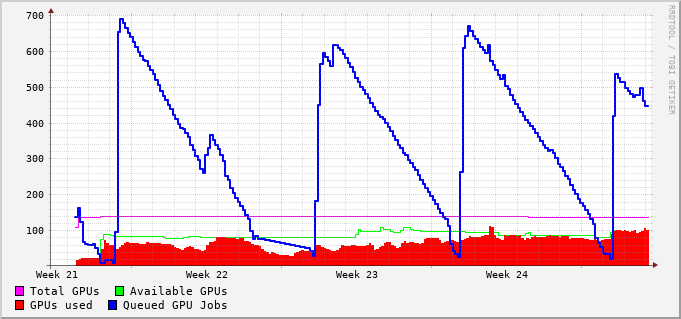 700
600
500
400
300
200
100
Week 21 Week 22 Week 23 Week 24
Total GPUs Available GPUs
GPUs used Queued GPU Jobs
RRDTOOL / TOBI OETIKER